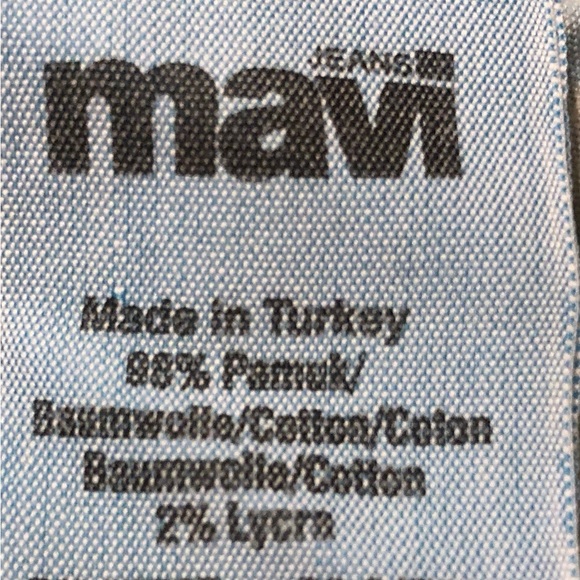 JEANS
mavi
Made in Turkey
98% Pamuk/
Baumwolle/Cotton/Coton
Baumwolle/Cotton
2% Lycra